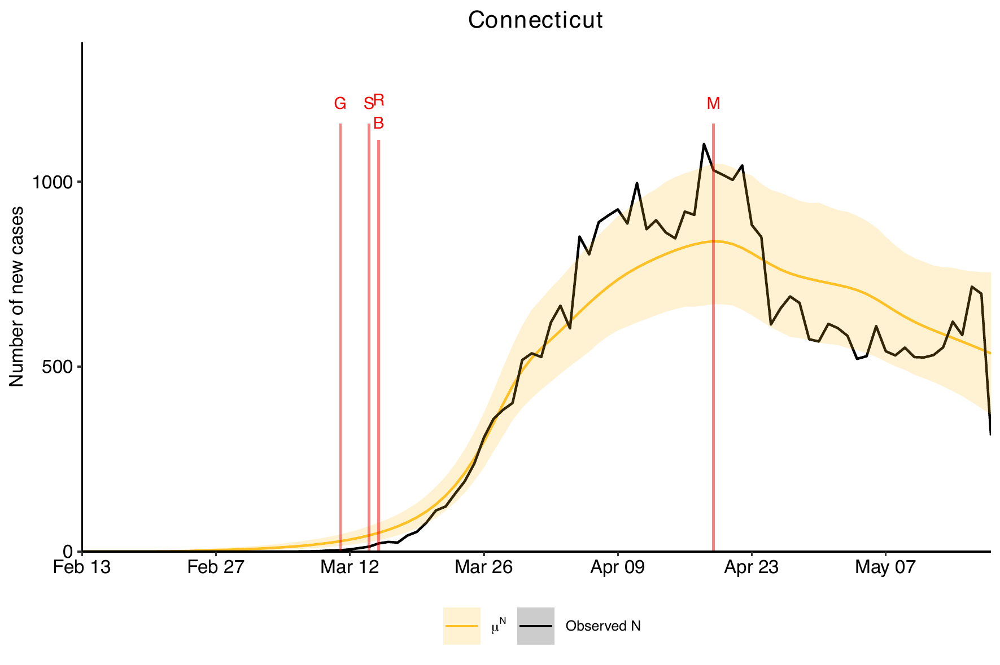 Connecticut
G S R M
B
Number of new cases
1000
500
0
Feb 13 Feb 27 Mar 12 Mar 26 Apr 09 Apr 23 May 07
μN Observed N